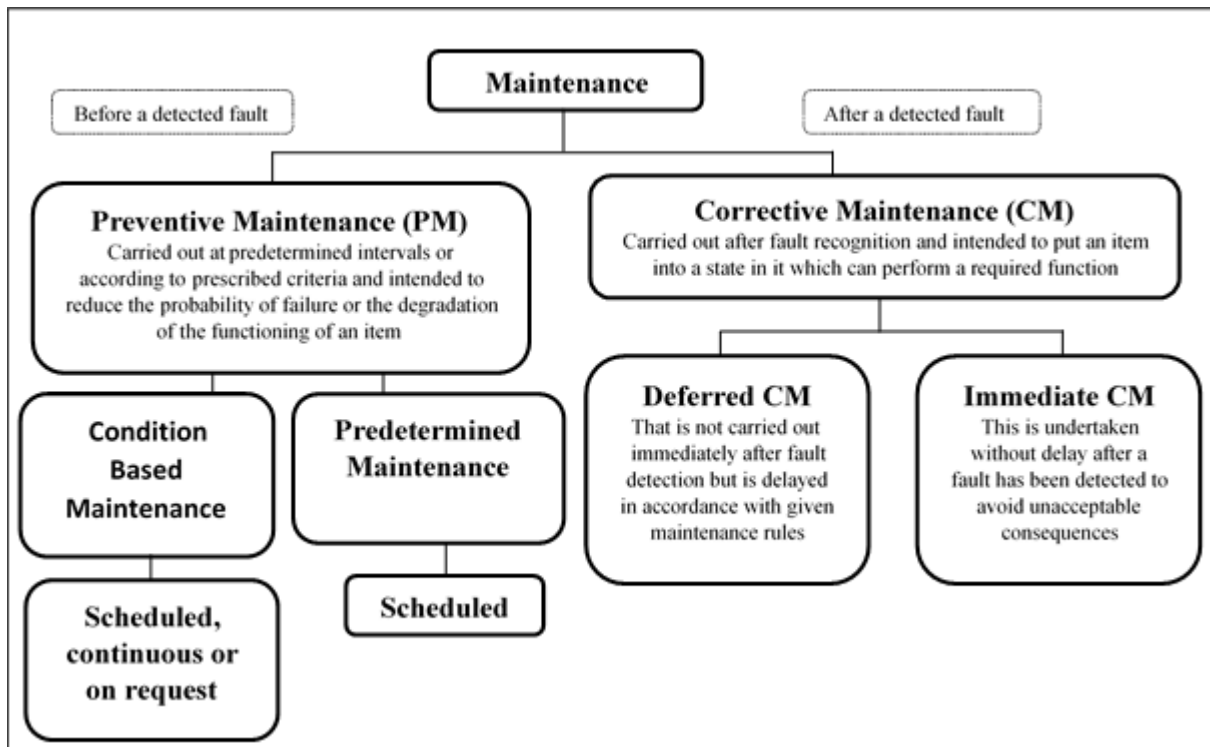 Maintenance
Before a detected fault
After a detected fault
Preventive Maintenance (PM)
Carried out at predetermined intervals or
according to prescribed criteria and intended to
reduce the probability of failure or the degradation
of the functioning of an item
Corrective Maintenance (CM)
Carried out after fault recognition and intended to put an item
into a state in it which can perform a required function
Condition
Based
Maintenance
Predetermined
Maintenance
Deferred CM
That is not carried out
immediately after fault
detection but is delayed
in accordance with given
maintenance rules
Immediate CM
This is undertaken
without delay after a
fault has been detected to
avoid unacceptable
consequences
Scheduled,
continuous or
on request
Scheduled